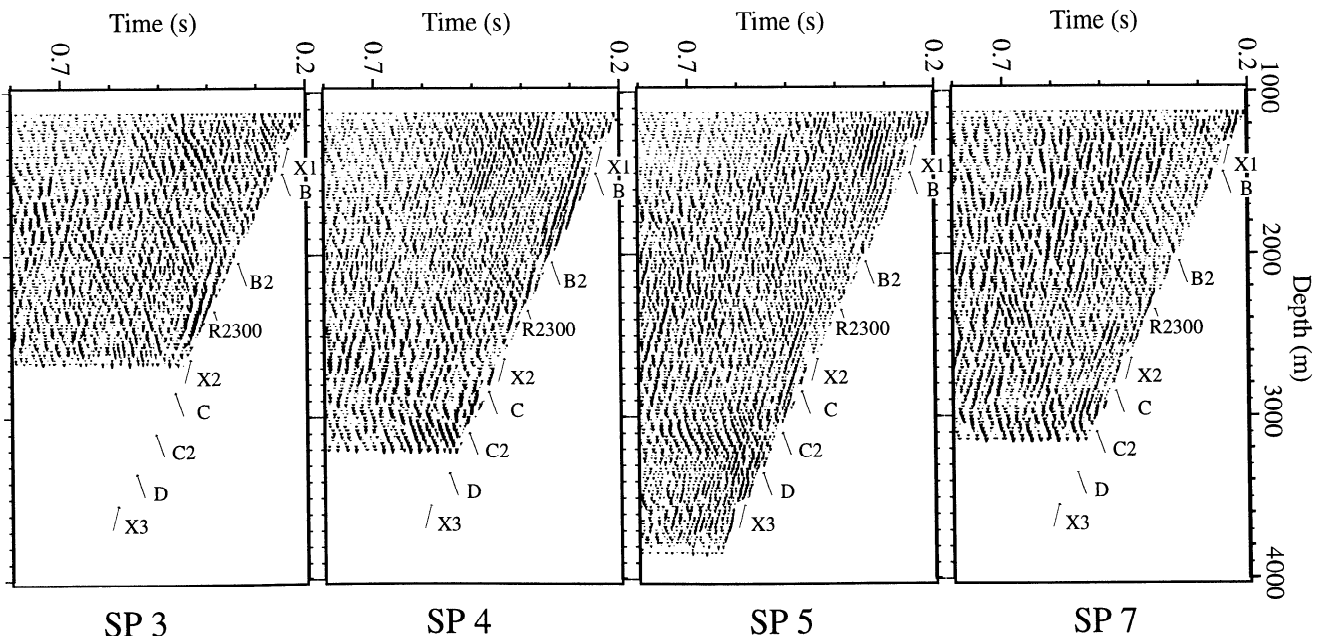 Time (s) Time (s) Time (s) Time (s)
0.7 0.2 0.7 0.2 0.7 0.2 0.7 0.2
1000
2000
3000
4000
Depth (m)
X1 X1 X1 X1
B B B B
B2 B2 B2 B2
R2300 R2300 R2300 R2300
X2 X2 X2 X2
C C C C
C2 C2 C2 C2
D D D D
X3 X3 X3 X3
SP 3 SP 4 SP 5 SP 7